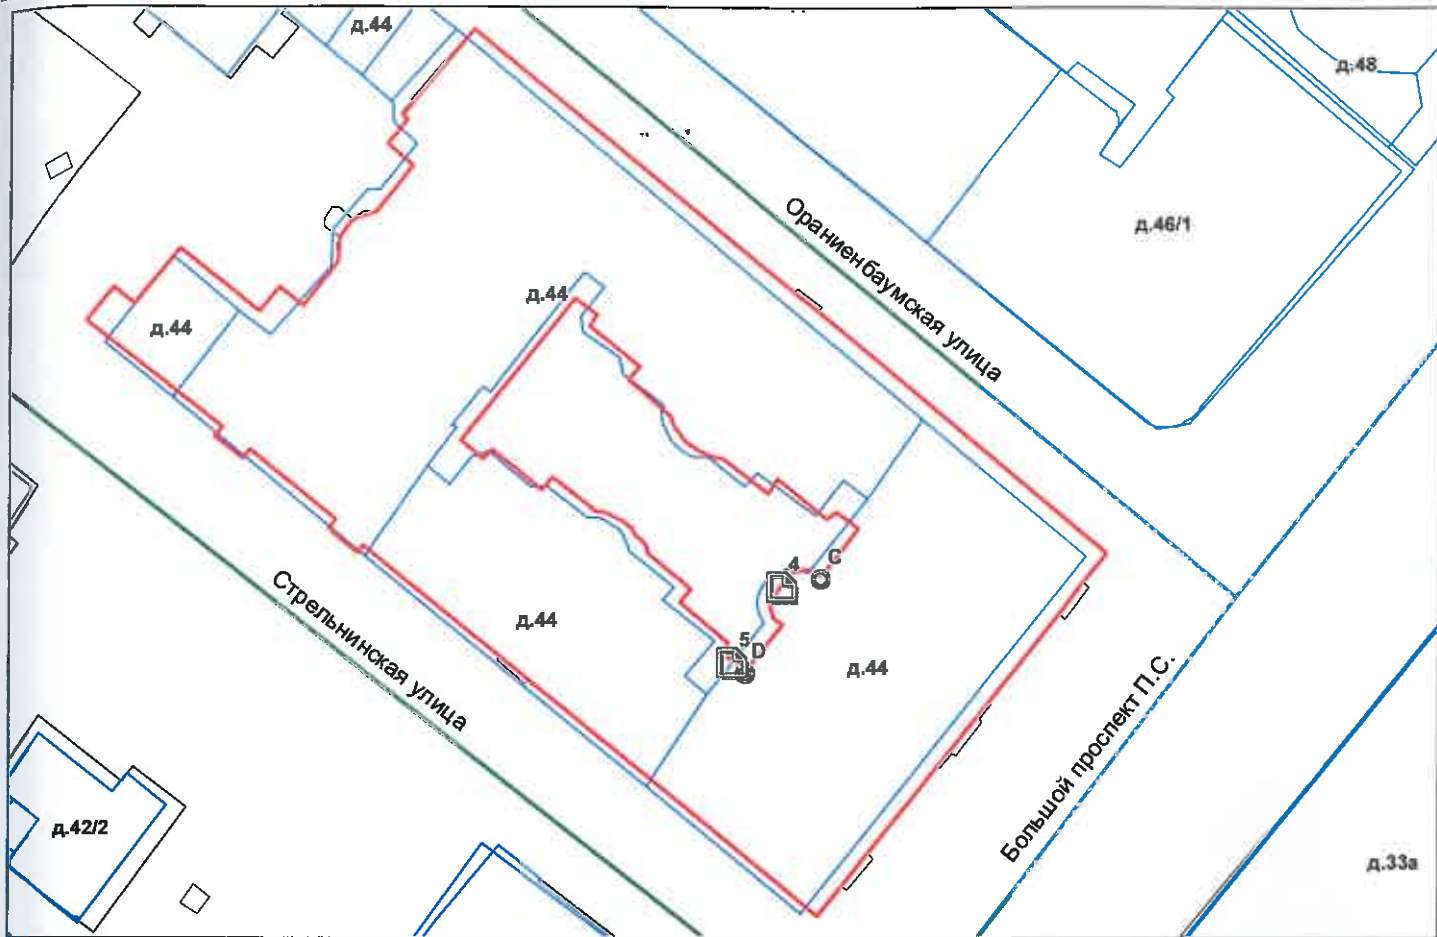 д.44
д.48
Ораниенбаумская улица
д.46/1
д.44
д.44
4
C
Стрельнинская улица
д.44
5
D
д.44
Большой проспект П.С.
д.42/2
д.33а